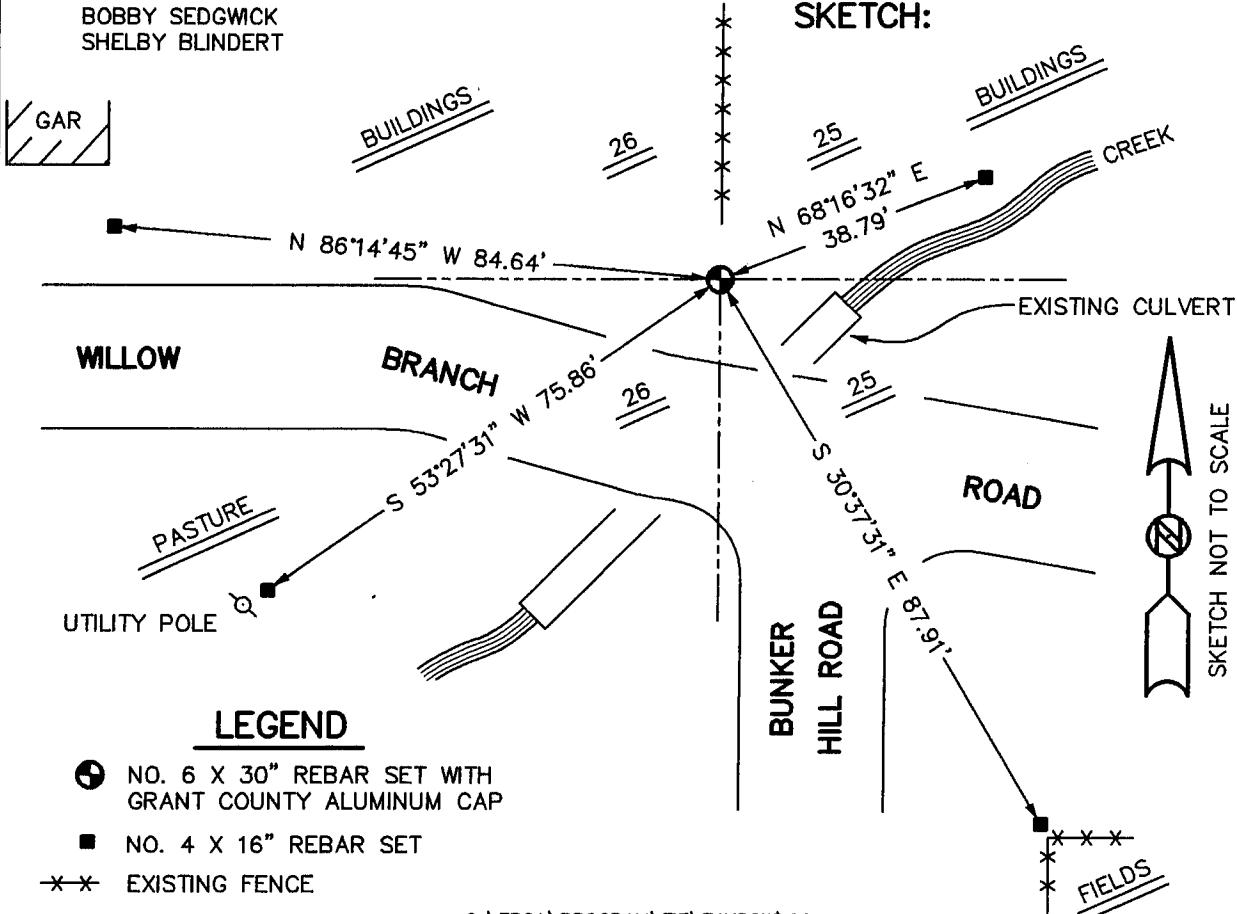 BOBBY SEDGWICK
SHELBY BLINDERT
SKETCH:
GAR
BUILDINGS
26
25
BUILDINGS
CREEK
N 68°16'32" E
38.79'
N 86°14'45" W 84.64'
EXISTING CULVERT
WILLOW
BRANCH
S 53°27'31" W 75.86'
26
25
S 30°37'31" E 87.91'
ROAD
N
SKETCH NOT TO SCALE
PASTURE
UTILITY POLE
BUNKER
HILL ROAD
LEGEND
NO. 6 X 30" REBAR SET WITH
GRANT COUNTY ALUMINUM CAP
NO. 4 X 16" REBAR SET
EXISTING FENCE
FIELDS